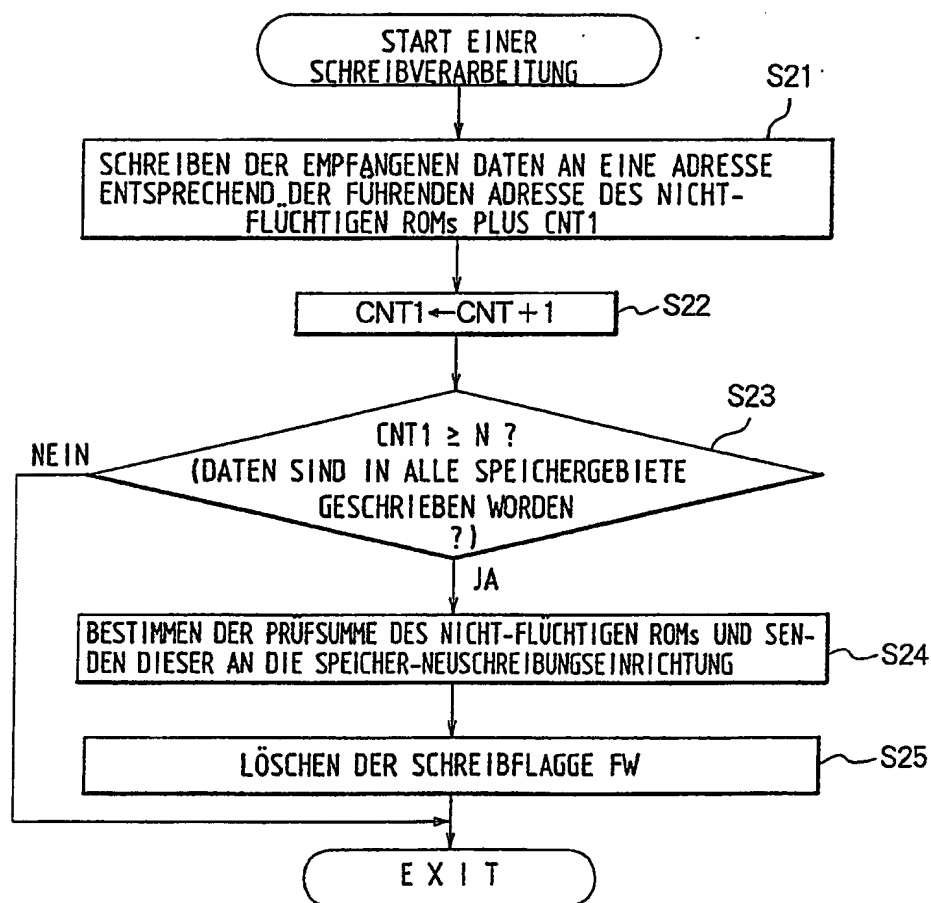 START EINER
SCHREIBVERARBEITUNG
S21
SCHREIBEN DER EMPFANGENEN DATEN AN EINE ADRESSE
ENTSPRECHEND DER FÜHRENDEN ADRESSE DES NICHT-
FLÜCHTIGEN ROMs PLUS CNT1
CNT1←CNT+1
S22
S23
CNT1 ≥ N ?
NEIN
(DATEN SIND IN ALLE SPEICHERGEBIETE
GESCHRIEBEN WORDEN
?)
JA
BESTIMMEN DER PRÜFSUMME DES NICHT-FLÜCHTIGEN ROMs UND SEN-
DEN DIESER AN DIE SPEICHER-NEUSCHREIBUNGSEINRICHTUNG
S24
LÖSCHEN DER SCHREIBFLAGGE FW
S25
EXIT